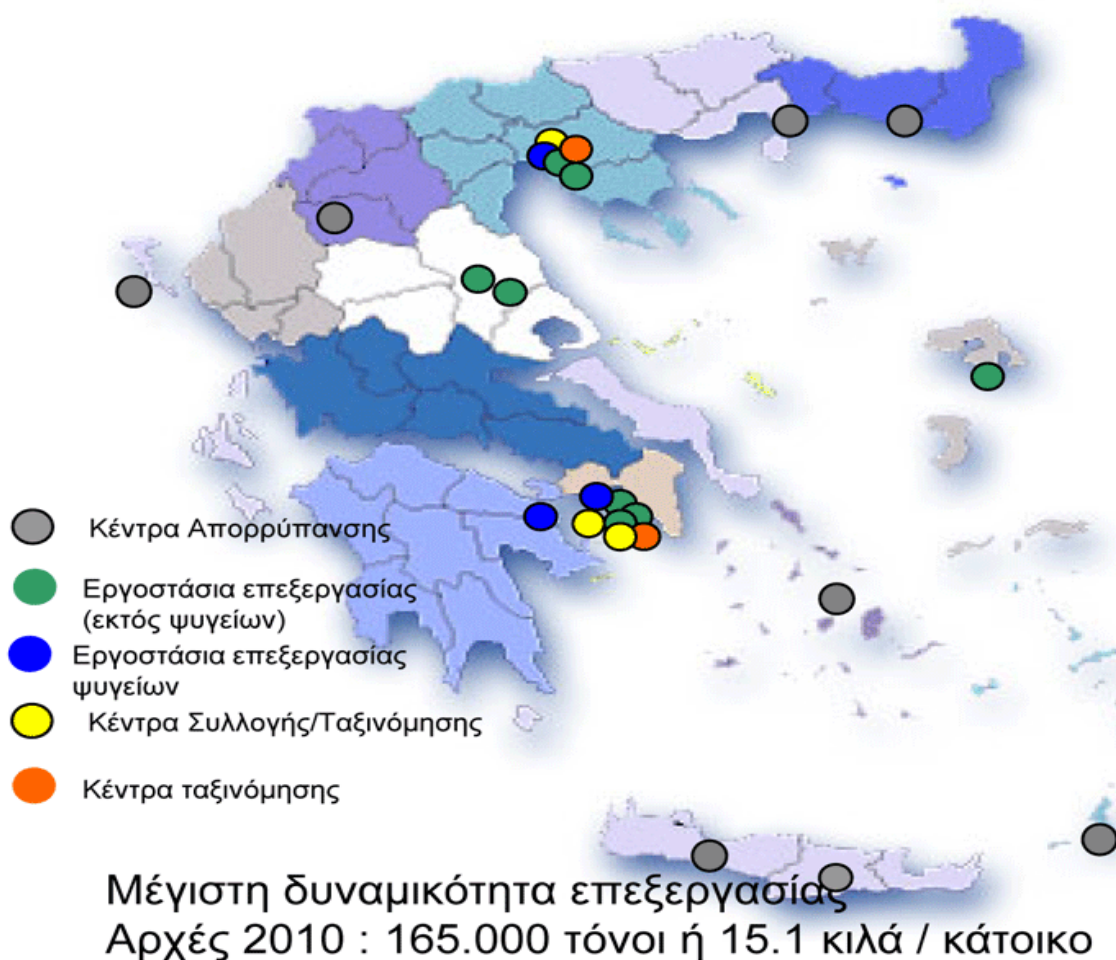 Κέντρα Απορρύπανσης
Εργοστάσια επεξεργασίας
(εκτός ψυγείων)
Εργοστάσια επεξεργασίας
ψυγείων
Κέντρα Συλλογής/Ταξινόμησης
Κέντρα ταξινόμησης
Μέγιστη δυναμικότητα επεξεργασίας
Αρχές 2010 : 165.000 τόνοι ή 15.1 κιλά / κάτοικο